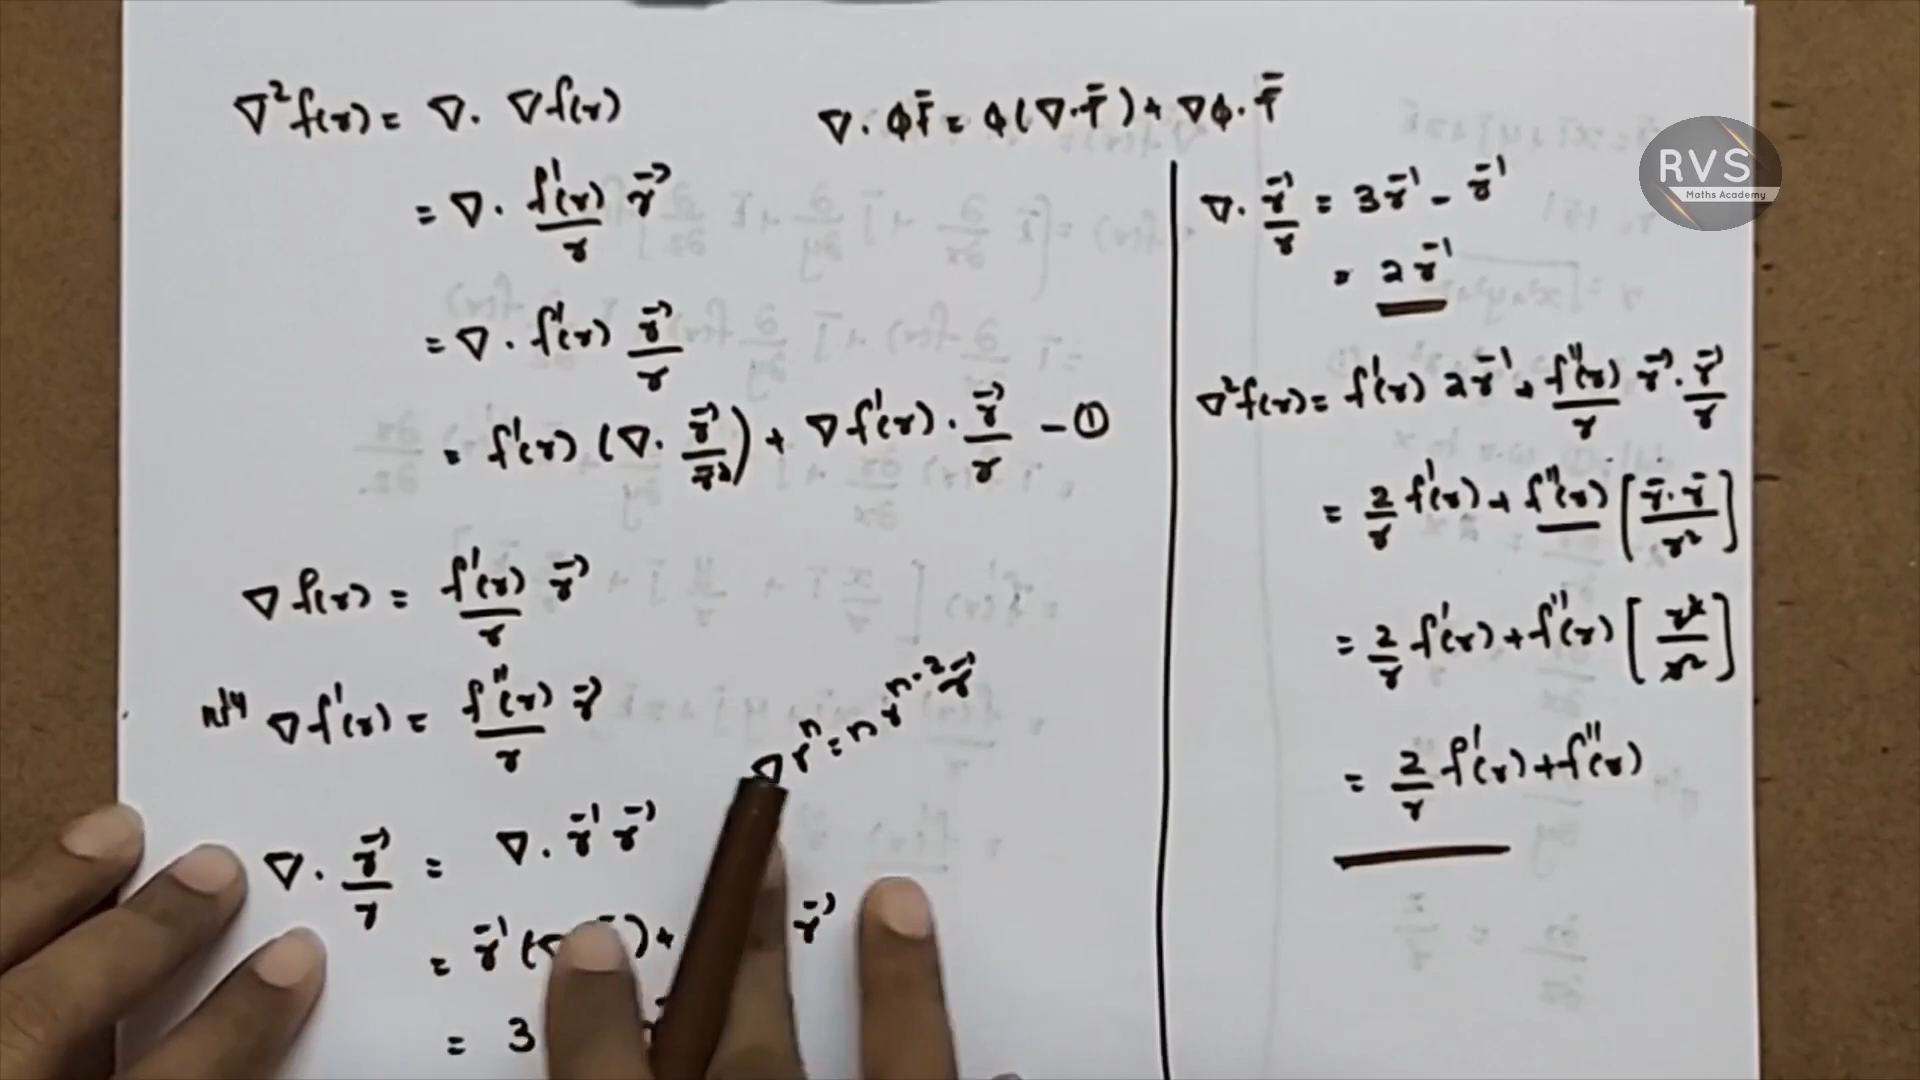 ∇²f(r) = ∇. ∇f(r)
= ∇. f'(r)/r r⃗
= ∇. f'(r) r⃗/r
= f'(r) (∇. r⃗/r⃗) + ∇f'(r). r⃗/r - ①
∇f(r) = f'(r)/r r⃗
∇f'(r) = f''(r)/r r⃗
∇rⁿ = n rⁿ⁻² r⃗
∇. r⃗/r = ∇. r⁻¹ r⃗
= r⁻¹(∇ ) + r⃗
= 3
∇. φF̄ = φ(∇.F̄) + ∇φ. F̄
∇. r⃗/r = 3r⁻¹ - r⁻¹
= 2r⁻¹
∇²f(r) = f'(r) 2r⁻¹ + f''(r)/r r⃗. r⃗/r
= 2/r f'(r) + f''(r) [r̄.r̄/r²]
= 2/r f'(r) + f''(r) [r²/r²]
= 2/r f'(r) + f''(r)
RVS
Maths Academy